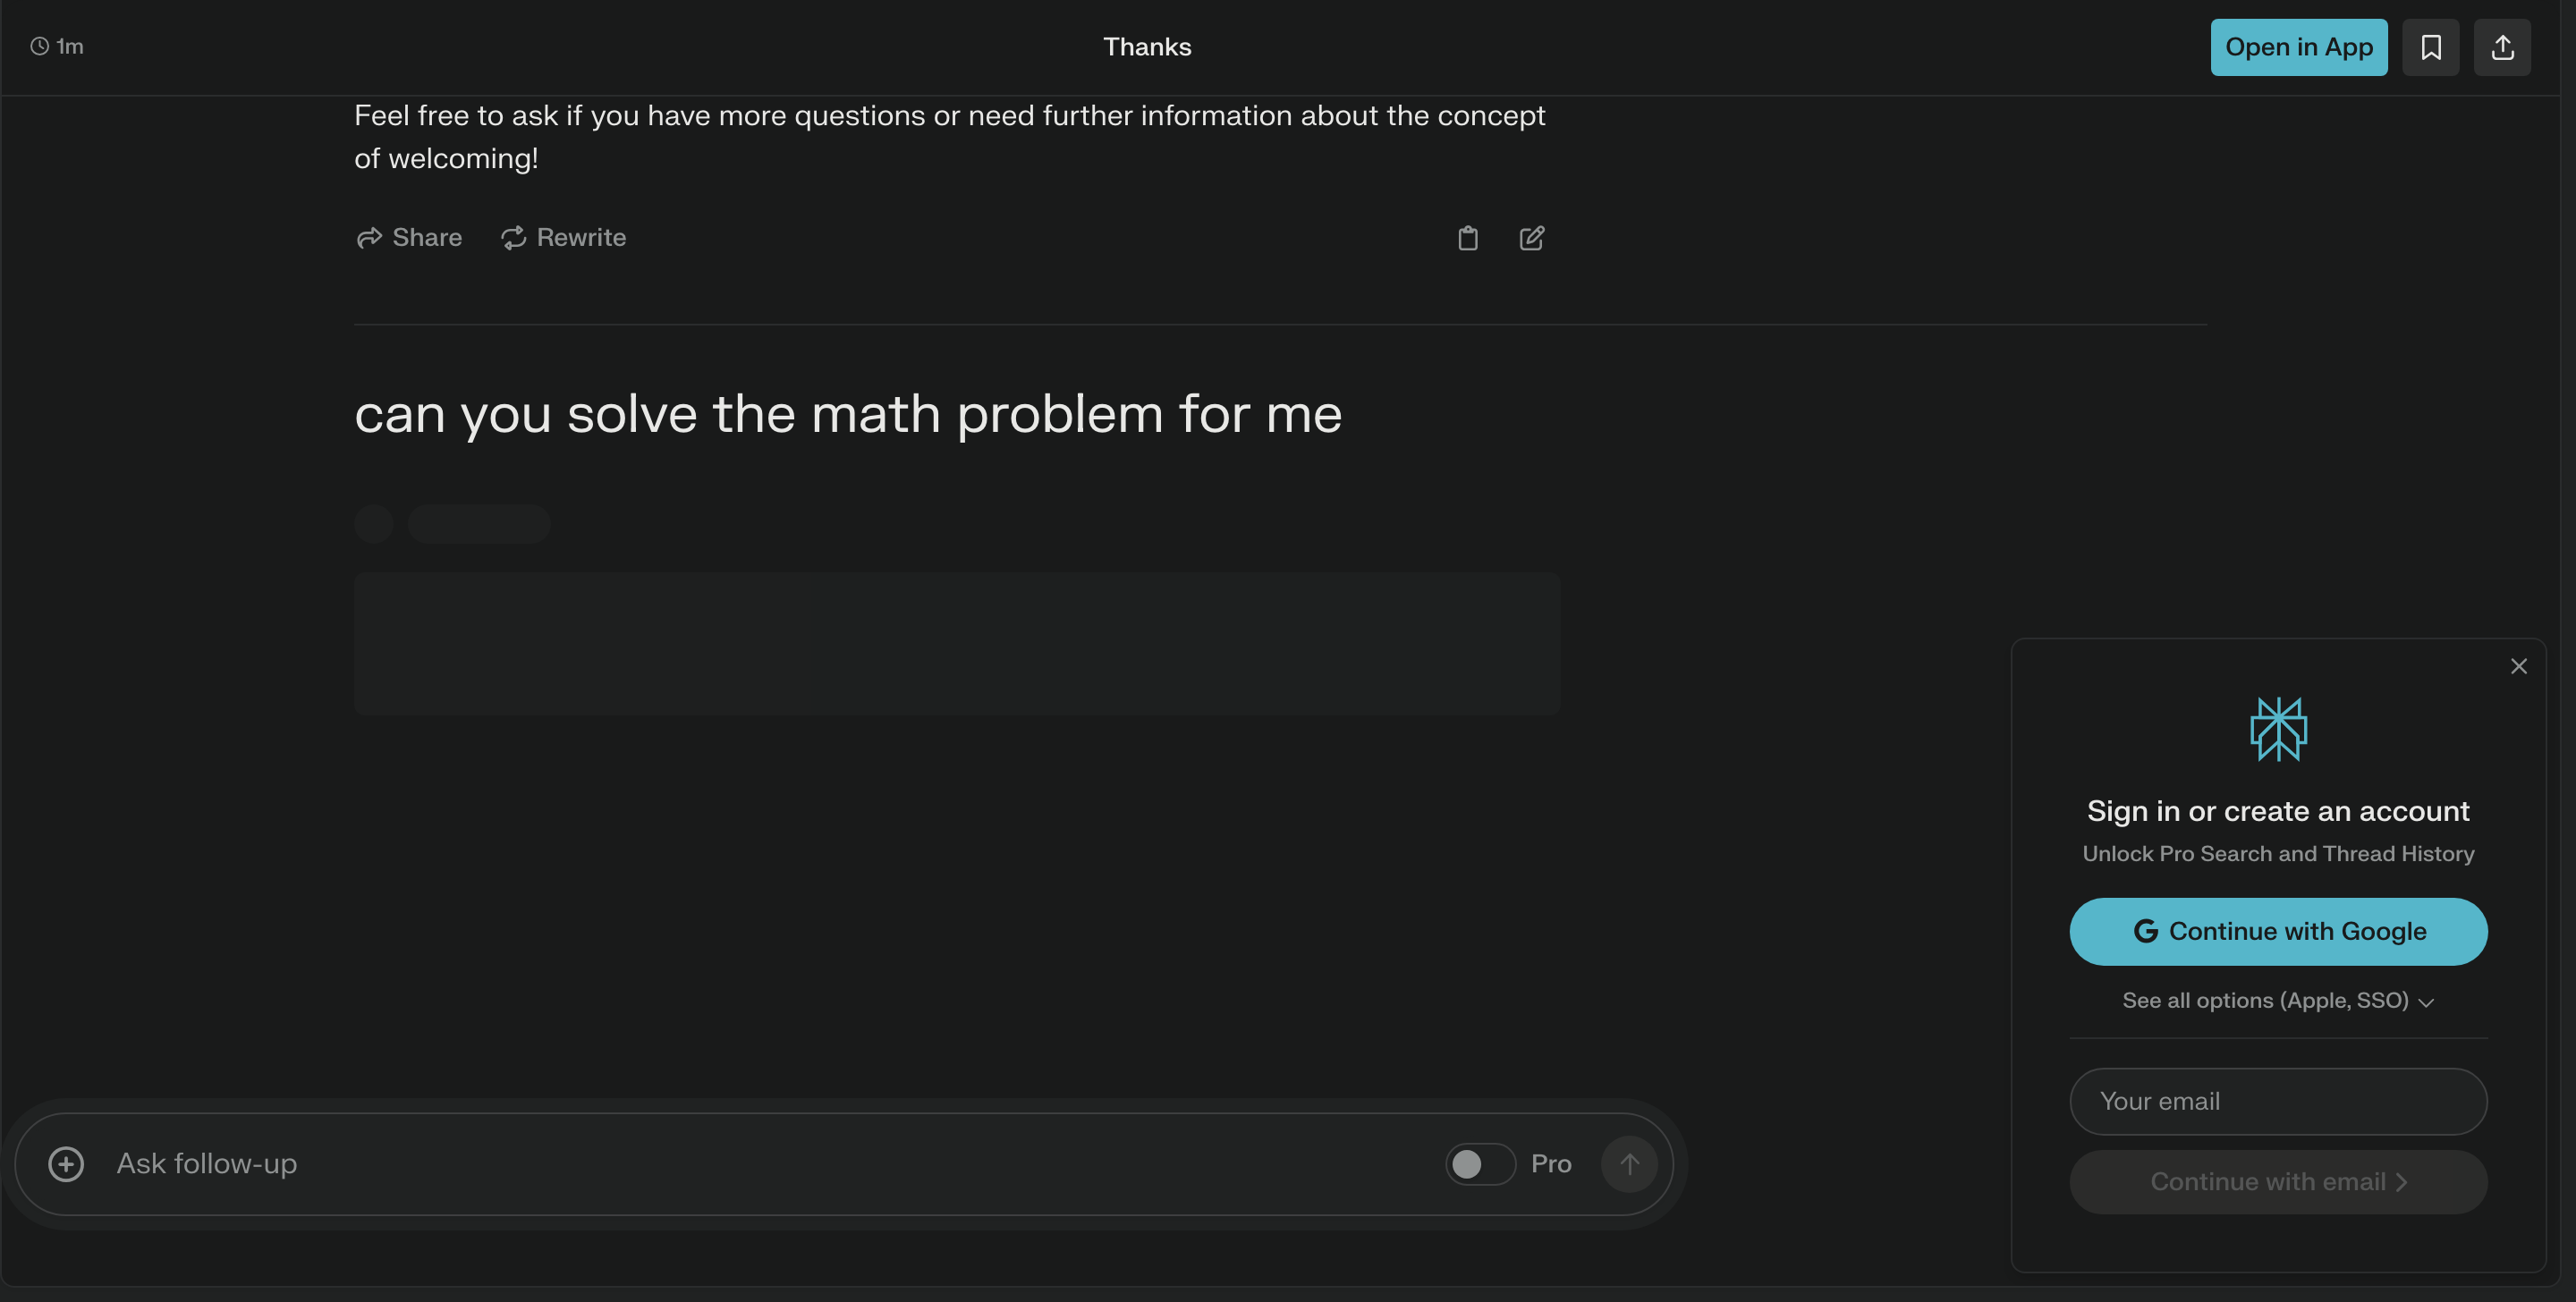 1m
Thanks
Open in App
Feel free to ask if you have more questions or need further information about the concept
of welcoming!
Share
Rewrite
can you solve the math problem for me
Ask follow-up
Pro
Sign in or create an account
Unlock Pro Search and Thread History
Continue with Google
See all options (Apple, SSO)
Your email
Continue with email